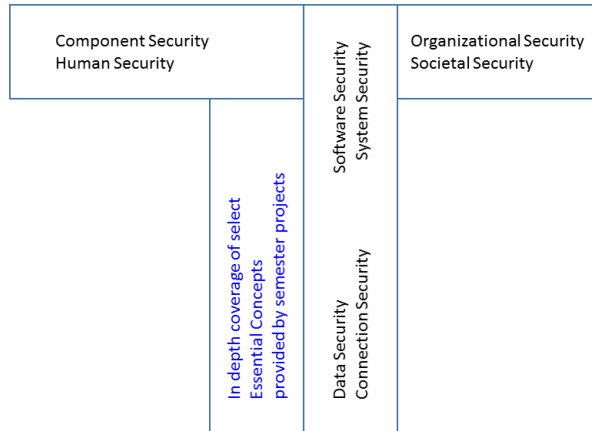 Component Security
Human Security
Software Security
System Security
Organizational Security
Societal Security
In depth coverage of select
Essential Concepts
provided by semester projects
Data Security
Connection Security